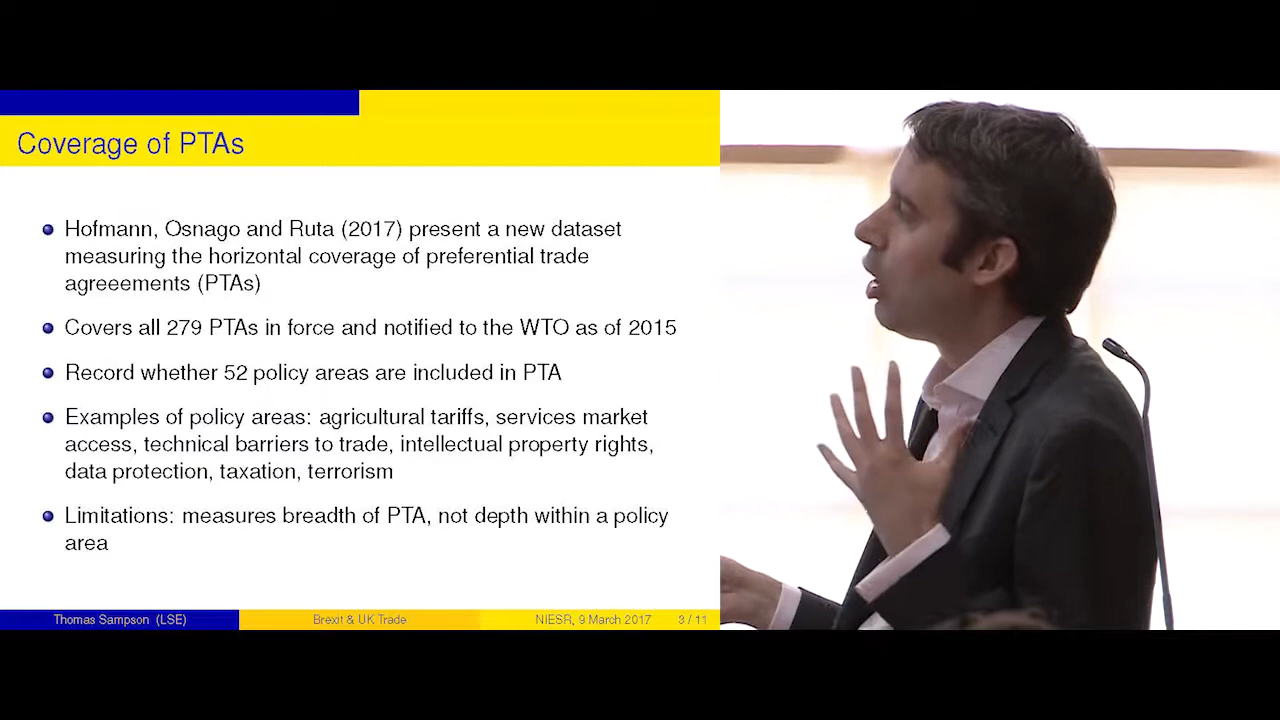 Coverage of PTAs
Hofmann, Osnago and Ruta (2017) present a new dataset
measuring the horizontal coverage of preferential trade
agreeements (PTAs)
Covers all 279 PTAs in force and notified to the WTO as of 2015
Record whether 52 policy areas are included in PTA
Examples of policy areas: agricultural tariffs, services market
access, technical barriers to trade, intellectual property rights,
data protection, taxation, terrorism
Limitations: measures breadth of PTA, not depth within a policy
area
Thomas Sampson (LSE) Brexit & UK Trade NIESR, 9 March 2017 3 / 11